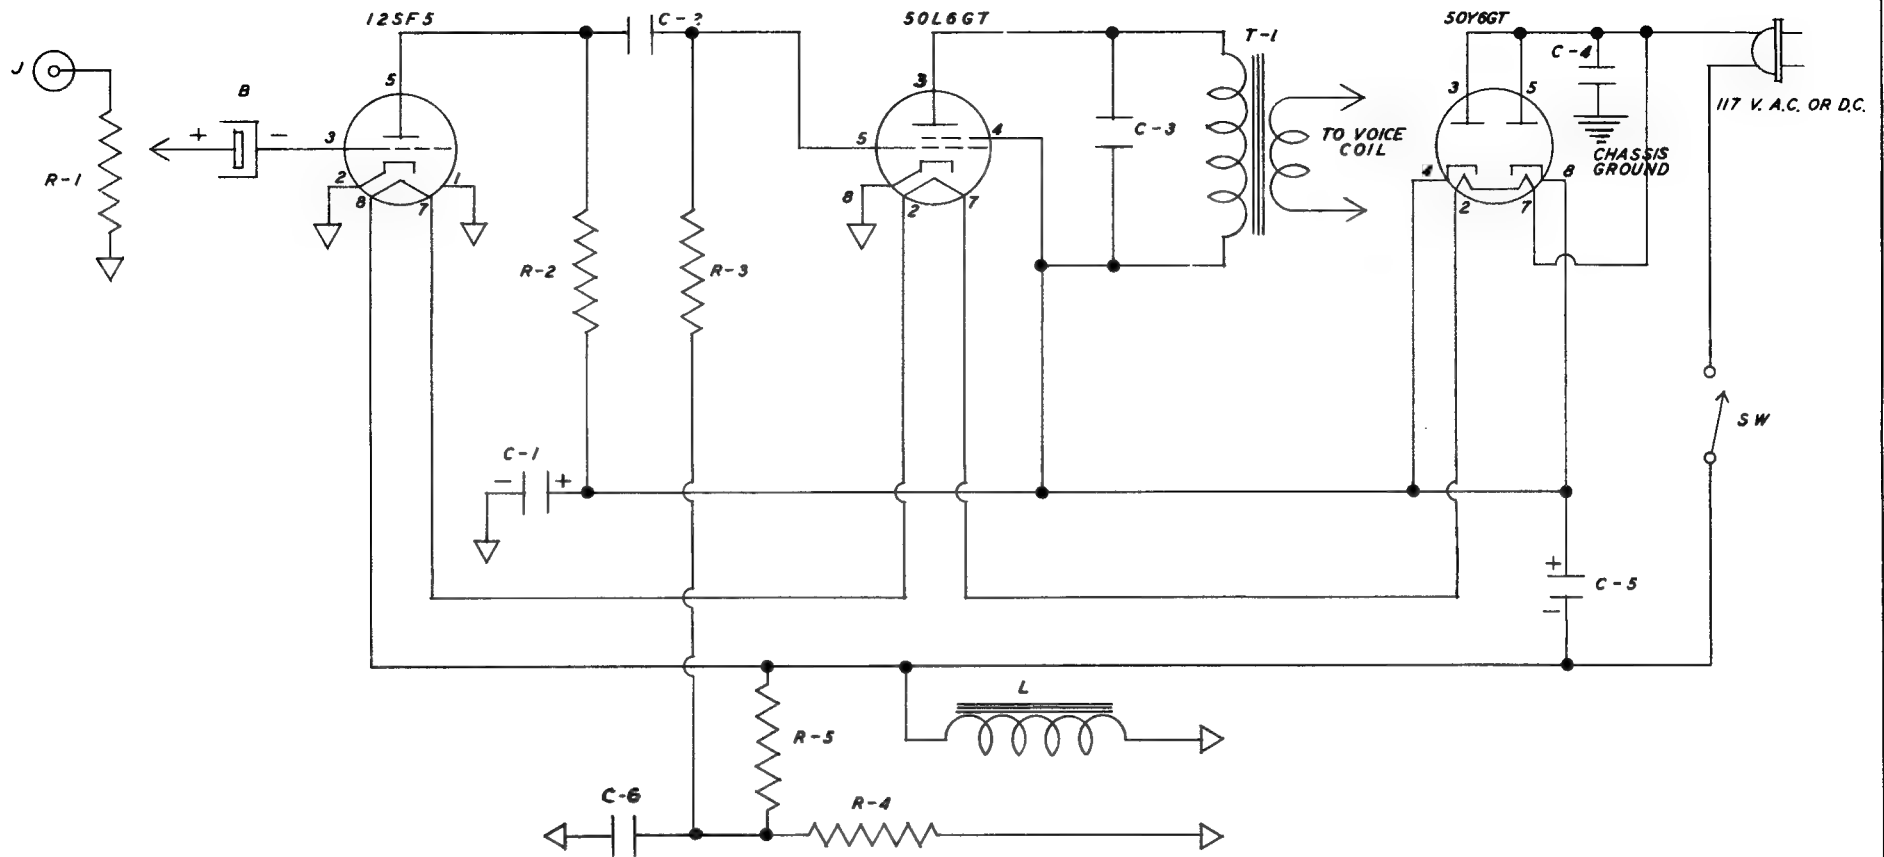 12SF5
C-?
50L6GT
T-1
50Y6GT
C-4
J
B
5
3
3
5
117 V. A.C. OR D.C.
+
-
3
5
4
C-3
TO VOICE
COIL
CHASSIS
GROUND
R-1
2
1
8
4
8
8
7
2
7
2
7
R-2
R-3
SW
C-1
-
+
+
C-5
-
L
R-5
C-6
R-4